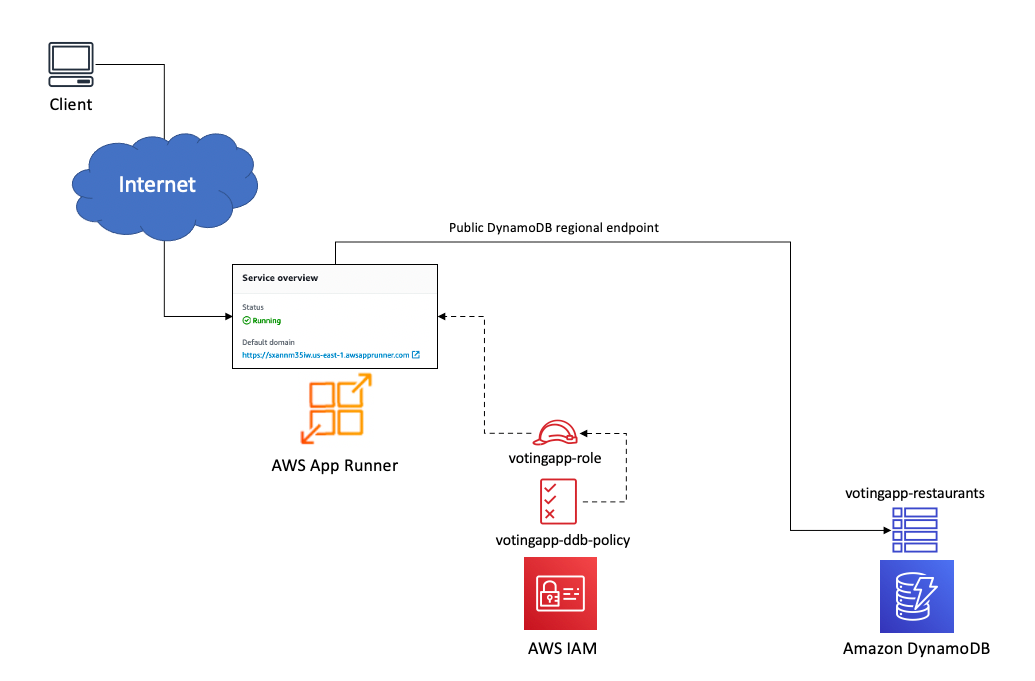 Client
Internet
Public DynamoDB regional endpoint
Service overview
Status
Running
Default domain
https://sxannm35iw.us-east-1.awsapprunner.com
AWS App Runner
votingapp-role
votingapp-ddb-policy
AWS IAM
votingapp-restaurants
Amazon DynamoDB